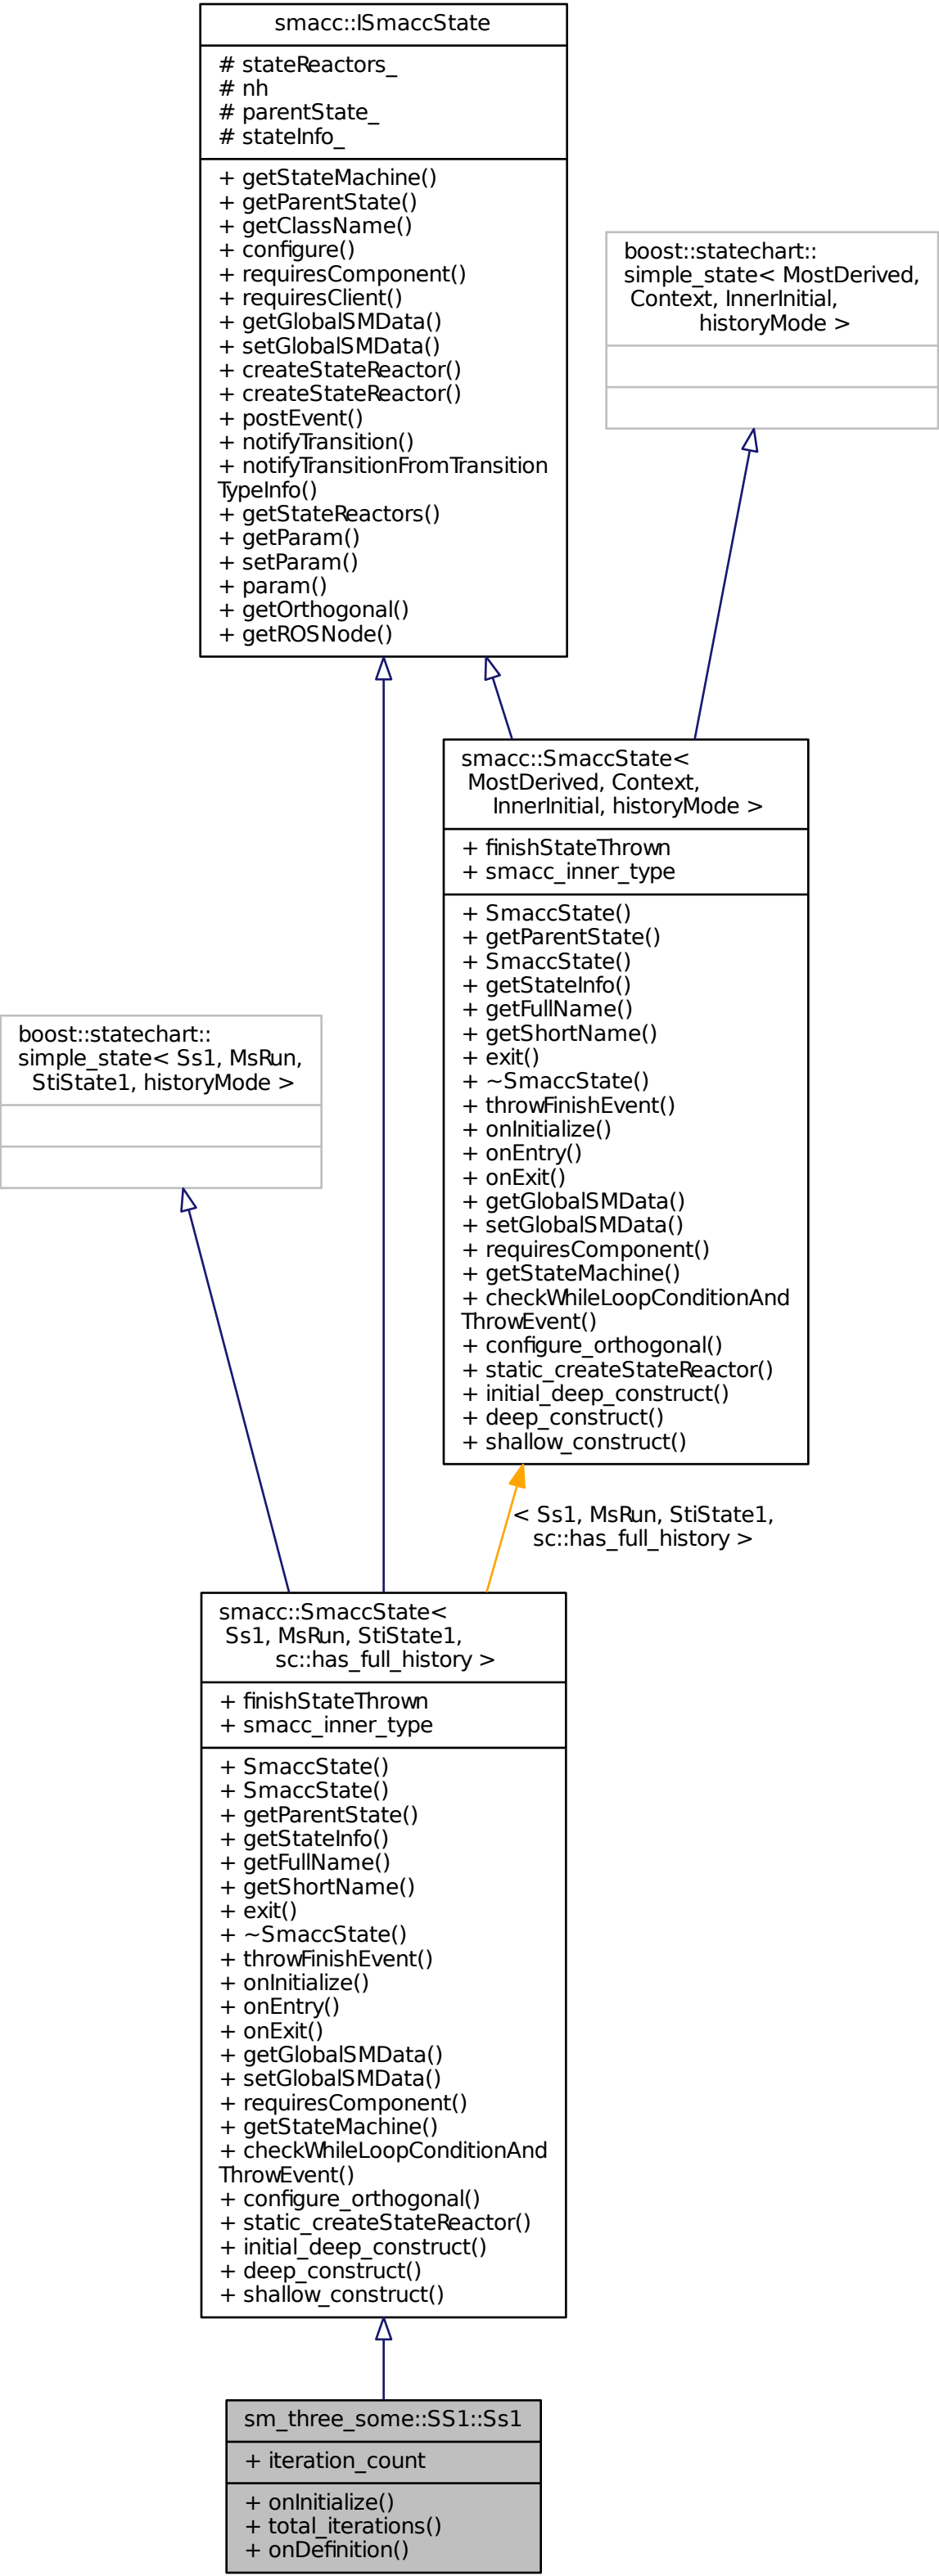 smacc::ISmaccState
# stateReactors_
# nh
# parentState_
# stateInfo_
+ getStateMachine()
+ getParentState()
+ getClassName()
+ configure()
+ requiresComponent()
+ requiresClient()
+ getGlobalSMData()
+ setGlobalSMData()
+ createStateReactor()
+ createStateReactor()
+ postEvent()
+ notifyTransition()
+ notifyTransitionFromTransition
TypeInfo()
+ getStateReactors()
+ getParam()
+ setParam()
+ param()
+ getOrthogonal()
+ getROSNode()
boost::statechart::
simple_state< MostDerived,
Context, InnerInitial,
historyMode >
smacc::SmaccState<
MostDerived, Context,
InnerInitial, historyMode >
+ finishStateThrown
+ smacc_inner_type
+ SmaccState()
+ getParentState()
+ SmaccState()
+ getStateInfo()
+ getFullName()
+ getShortName()
+ exit()
+ ~SmaccState()
+ throwFinishEvent()
+ onInitialize()
+ onEntry()
+ onExit()
+ getGlobalSMData()
+ setGlobalSMData()
+ requiresComponent()
+ getStateMachine()
+ checkWhileLoopConditionAnd
ThrowEvent()
+ configure_orthogonal()
+ static_createStateReactor()
+ initial_deep_construct()
+ deep_construct()
+ shallow_construct()
boost::statechart::
simple_state< Ss1, MsRun,
StiState1, historyMode >
< Ss1, MsRun, StiState1,
sc::has_full_history >
smacc::SmaccState<
Ss1, MsRun, StiState1,
sc::has_full_history >
+ finishStateThrown
+ smacc_inner_type
+ SmaccState()
+ SmaccState()
+ getParentState()
+ getStateInfo()
+ getFullName()
+ getShortName()
+ exit()
+ ~SmaccState()
+ throwFinishEvent()
+ onInitialize()
+ onEntry()
+ onExit()
+ getGlobalSMData()
+ setGlobalSMData()
+ requiresComponent()
+ getStateMachine()
+ checkWhileLoopConditionAnd
ThrowEvent()
+ configure_orthogonal()
+ static_createStateReactor()
+ initial_deep_construct()
+ deep_construct()
+ shallow_construct()
sm_three_some::SS1::Ss1
+ iteration_count
+ onInitialize()
+ total_iterations()
+ onDefinition()